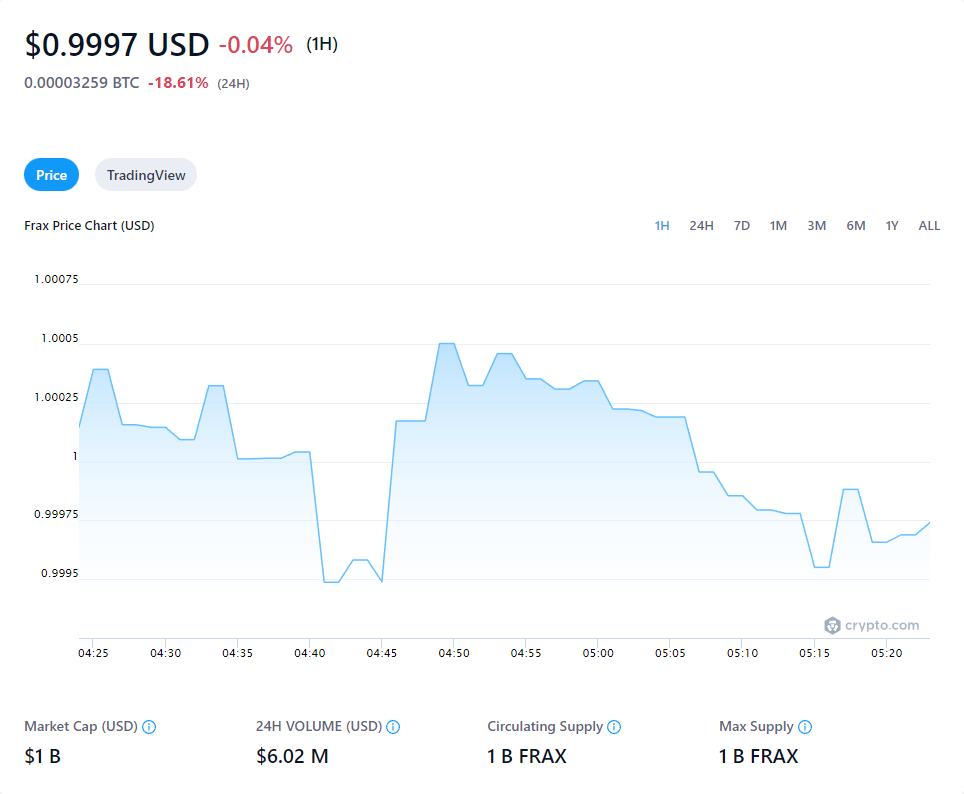 $0.9997 USD -0.04% (1H)
0.00003259 BTC -18.61% (24H)
Price TradingView
Frax Price Chart (USD) 1H 24H 7D 1M 3M 6M 1Y ALL
1.00075
1.0005
1.00025
1
0.99975
0.9995
crypto.com
04:25 04:30 04:35 04:40 04:45 04:50 04:55 05:00 05:05 05:10 05:15 05:20
Market Cap (USD) 24H VOLUME (USD) Circulating Supply Max Supply
$1 B $6.02 M 1 B FRAX 1 B FRAX